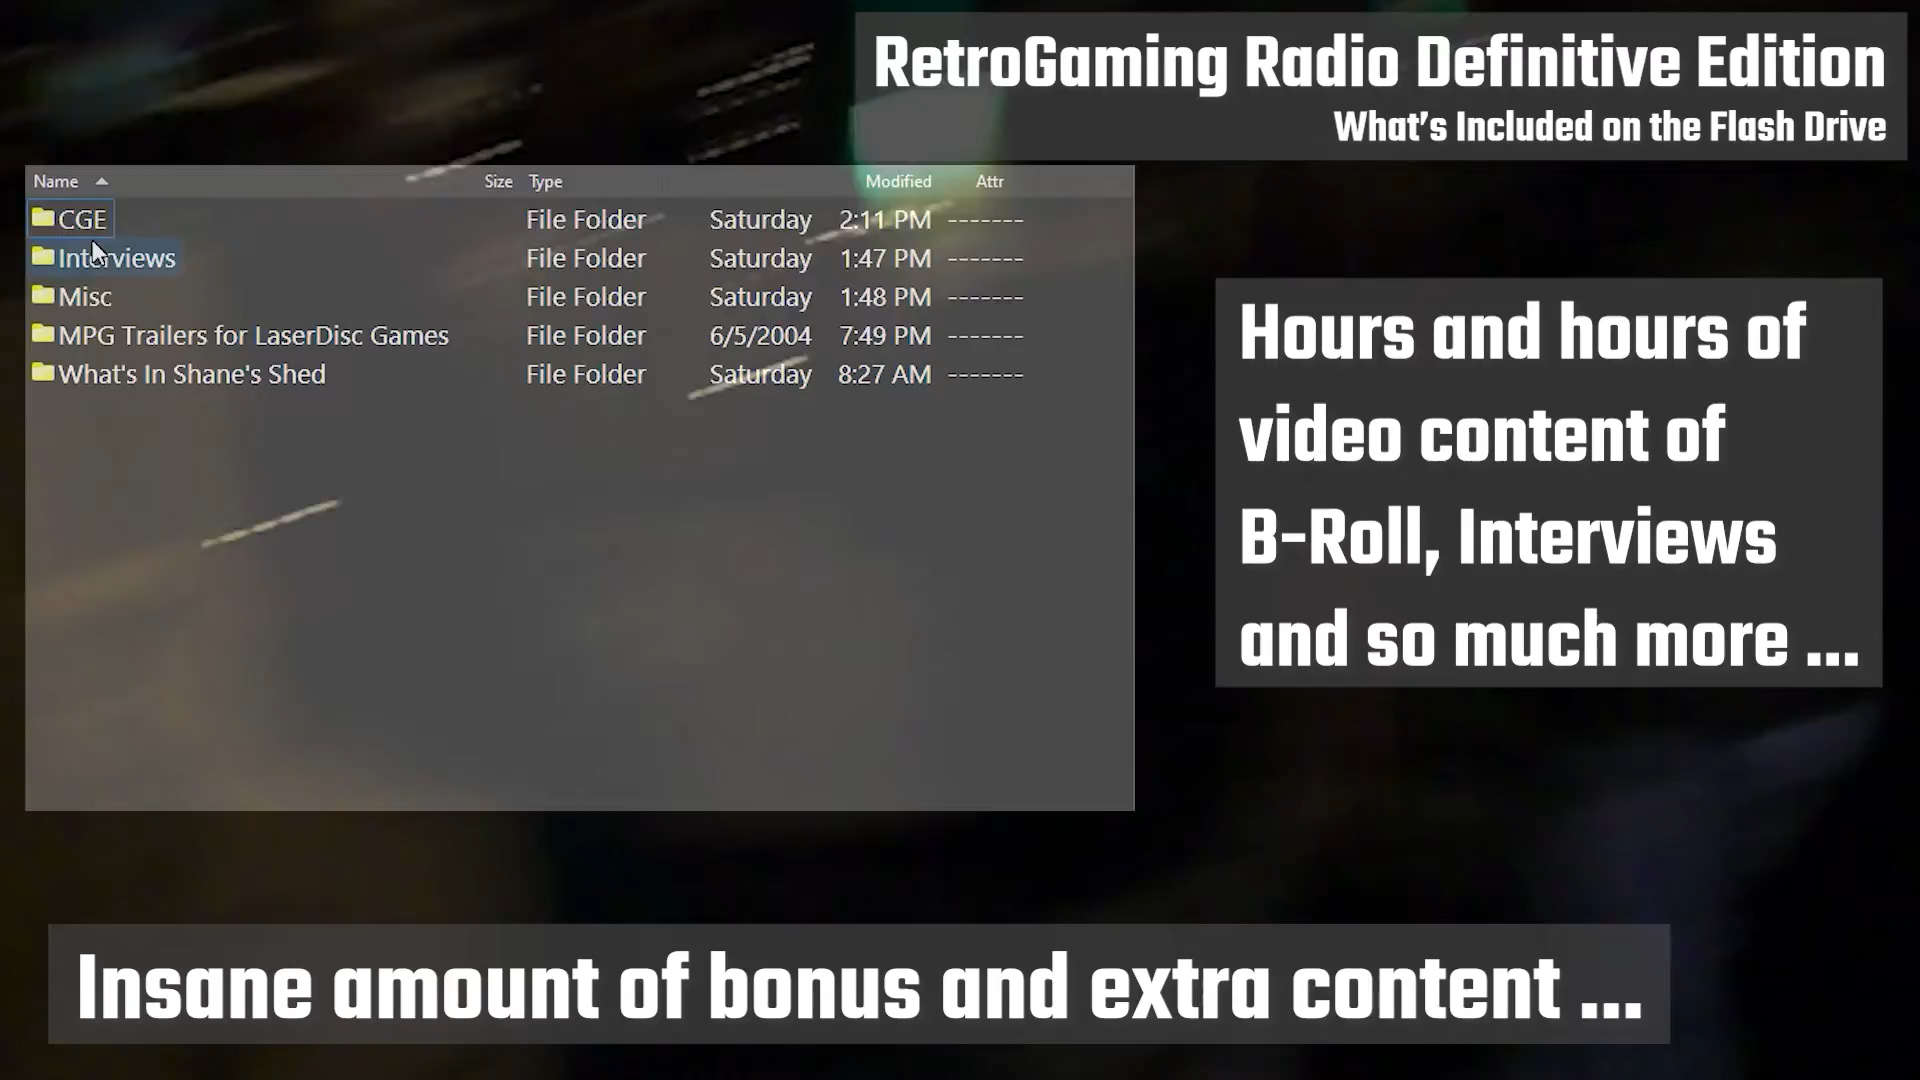 RetroGaming Radio Definitive Edition
What's Included on the Flash Drive
Name Size Type Modified Attr
CGE File Folder Saturday 2:11 PM -------
Interviews File Folder Saturday 1:47 PM -------
Misc File Folder Saturday 1:48 PM -------
MPG Trailers for LaserDisc Games File Folder 6/5/2004 7:49 PM -------
What's In Shane's Shed File Folder Saturday 8:27 AM -------
Hours and hours of
video content of
B-Roll, Interviews
and so much more ...
Insane amount of bonus and extra content ...